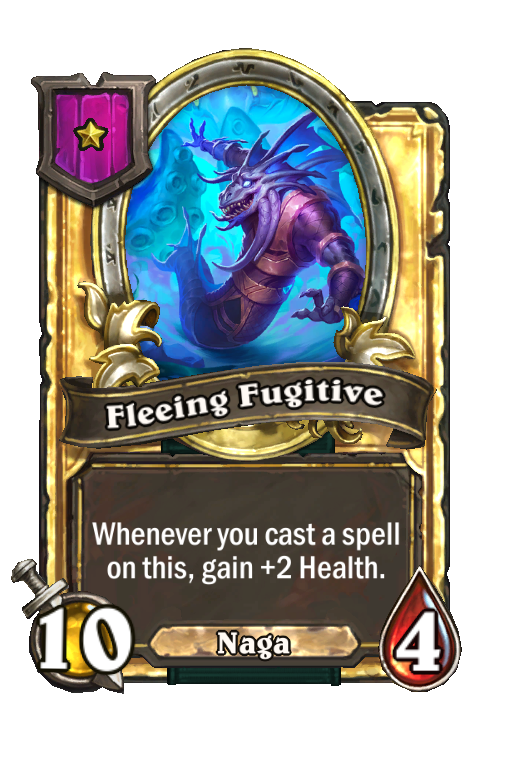 Fleeing Fugitive
Whenever you cast a spell
on this, gain +2 Health.
10
Naga
4